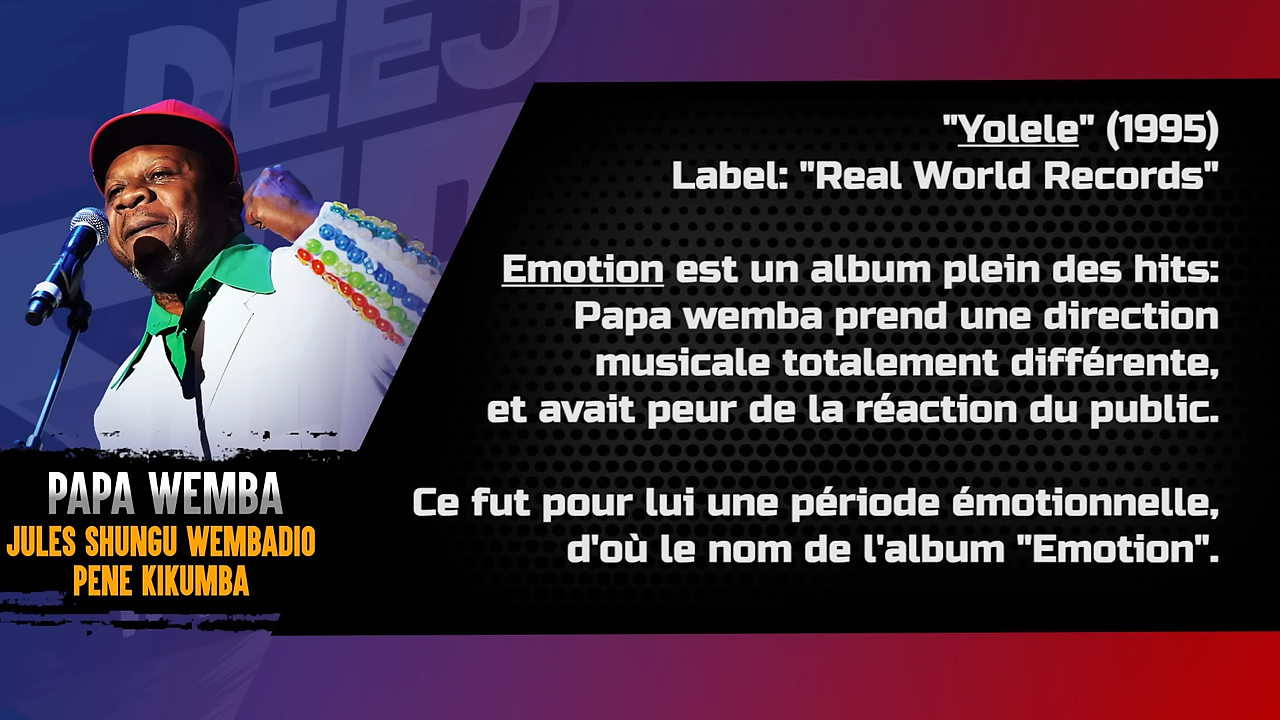 DEEJ
"Yolele" (1995)
Label: "Real World Records"
Emotion est un album plein des hits:
Papa wemba prend une direction
musicale totalement différente,
et avait peur de la réaction du public.
Ce fut pour lui une période émotionnelle,
d'où le nom de l'album "Emotion".
PAPA WEMBA
JULES SHUNGU WEMBADIO
PENE KIKUMBA